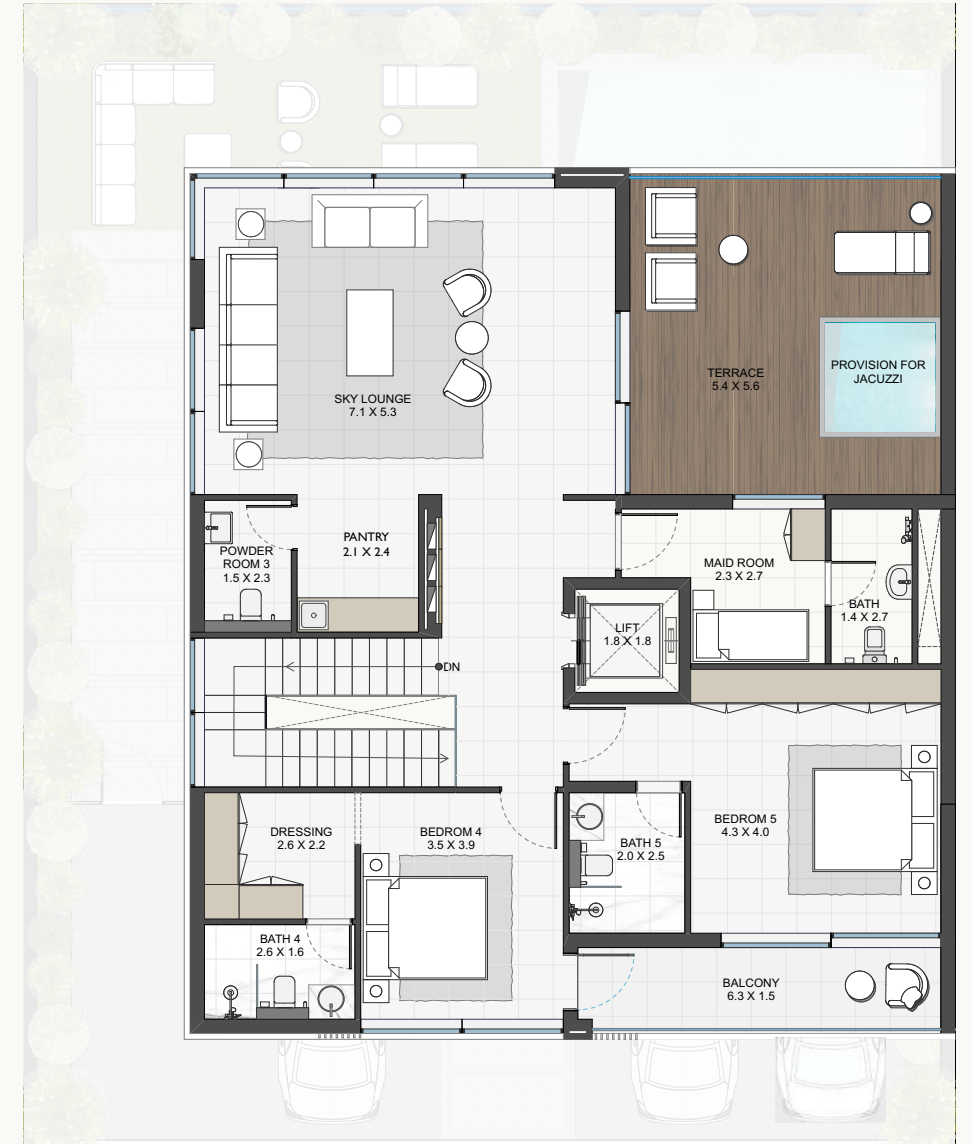 SKY LOUNGE
7.1 X 5.3
TERRACE
5.4 X 5.6
PROVISION FOR
JACUZZI
POWDER
ROOM 3
1.5 X 2.3
PANTRY
2.1 X 2.4
MAID ROOM
2.3 X 2.7
BATH
1.4 X 2.7
LIFT
1.8 X 1.8
DN
DRESSING
2.6 X 2.2
BEDROM 4
3.5 X 3.9
BATH 5
2.0 X 2.5
BEDROM 5
4.3 X 4.0
BATH 4
2.6 X 1.6
BALCONY
6.3 X 1.5